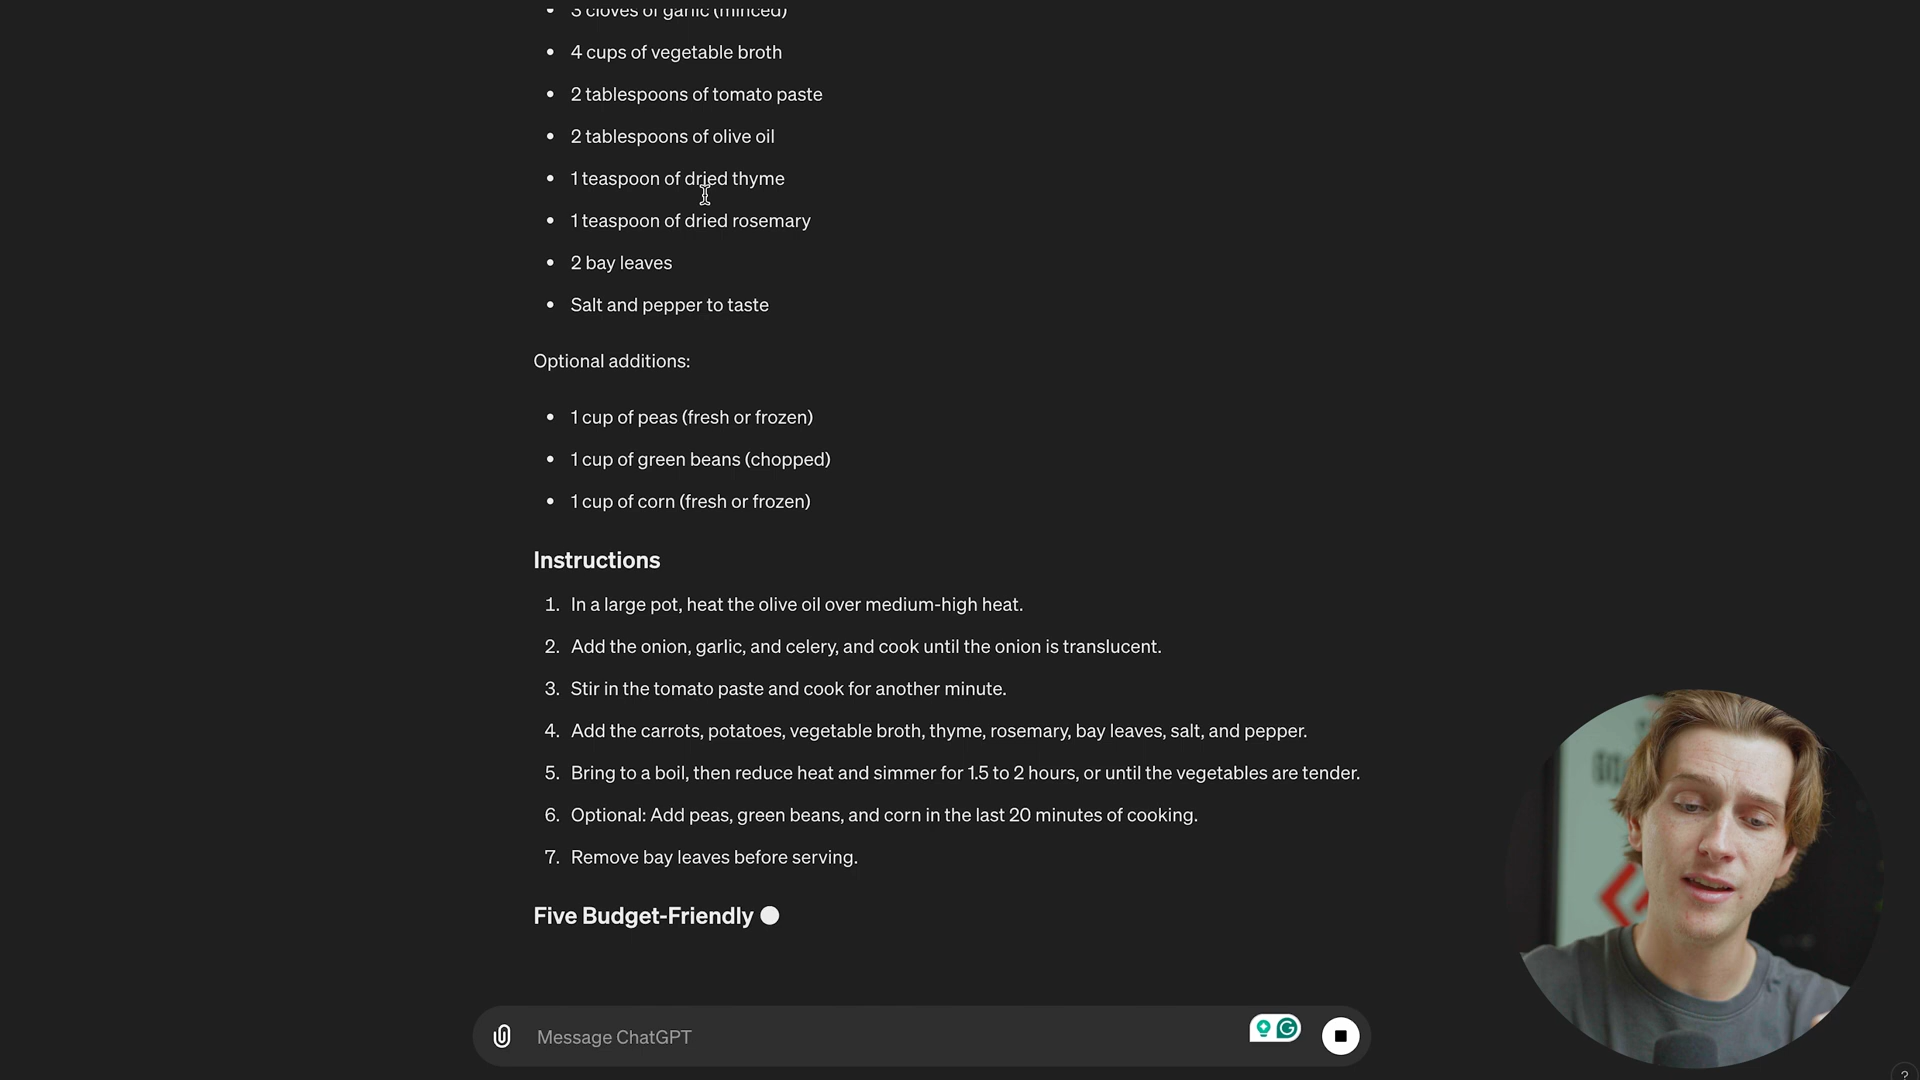 3 cloves of garlic (minced)
4 cups of vegetable broth
2 tablespoons of tomato paste
2 tablespoons of olive oil
1 teaspoon of dried thyme
1 teaspoon of dried rosemary
2 bay leaves
Salt and pepper to taste
Optional additions:
1 cup of peas (fresh or frozen)
1 cup of green beans (chopped)
1 cup of corn (fresh or frozen)
Instructions
1. In a large pot, heat the olive oil over medium-high heat.
2. Add the onion, garlic, and celery, and cook until the onion is translucent.
3. Stir in the tomato paste and cook for another minute.
4. Add the carrots, potatoes, vegetable broth, thyme, rosemary, bay leaves, salt, and pepper.
5. Bring to a boil, then reduce heat and simmer for 1.5 to 2 hours, or until the vegetables are tender.
6. Optional: Add peas, green beans, and corn in the last 20 minutes of cooking.
7. Remove bay leaves before serving.
Five Budget-Friendly
Message ChatGPT
?